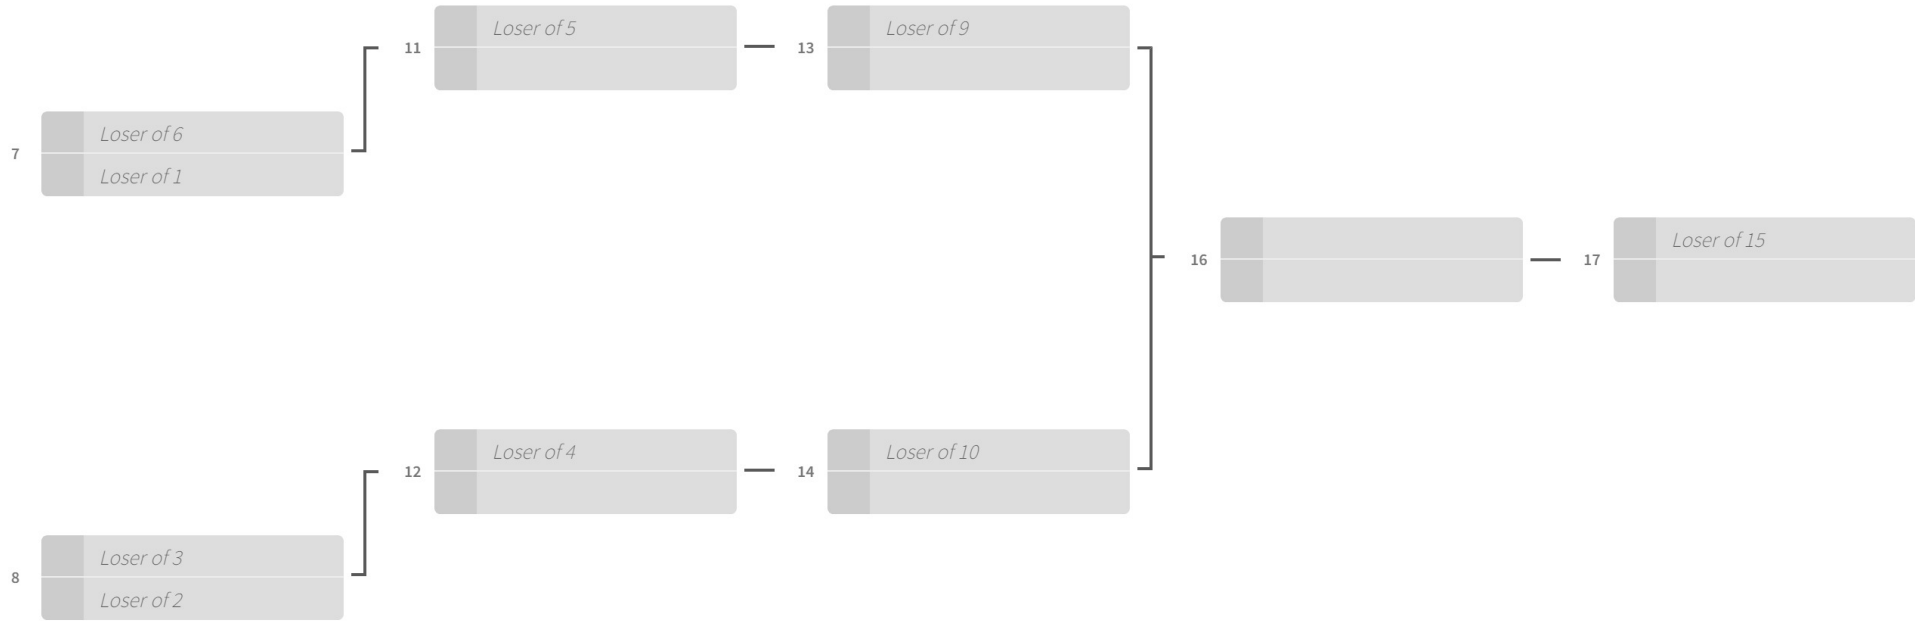 Loser of 5
11
Loser of 9
13
Loser of 6
7
Loser of 1
16
Loser of 15
17
Loser of 4
12
Loser of 10
14
Loser of 3
8
Loser of 2